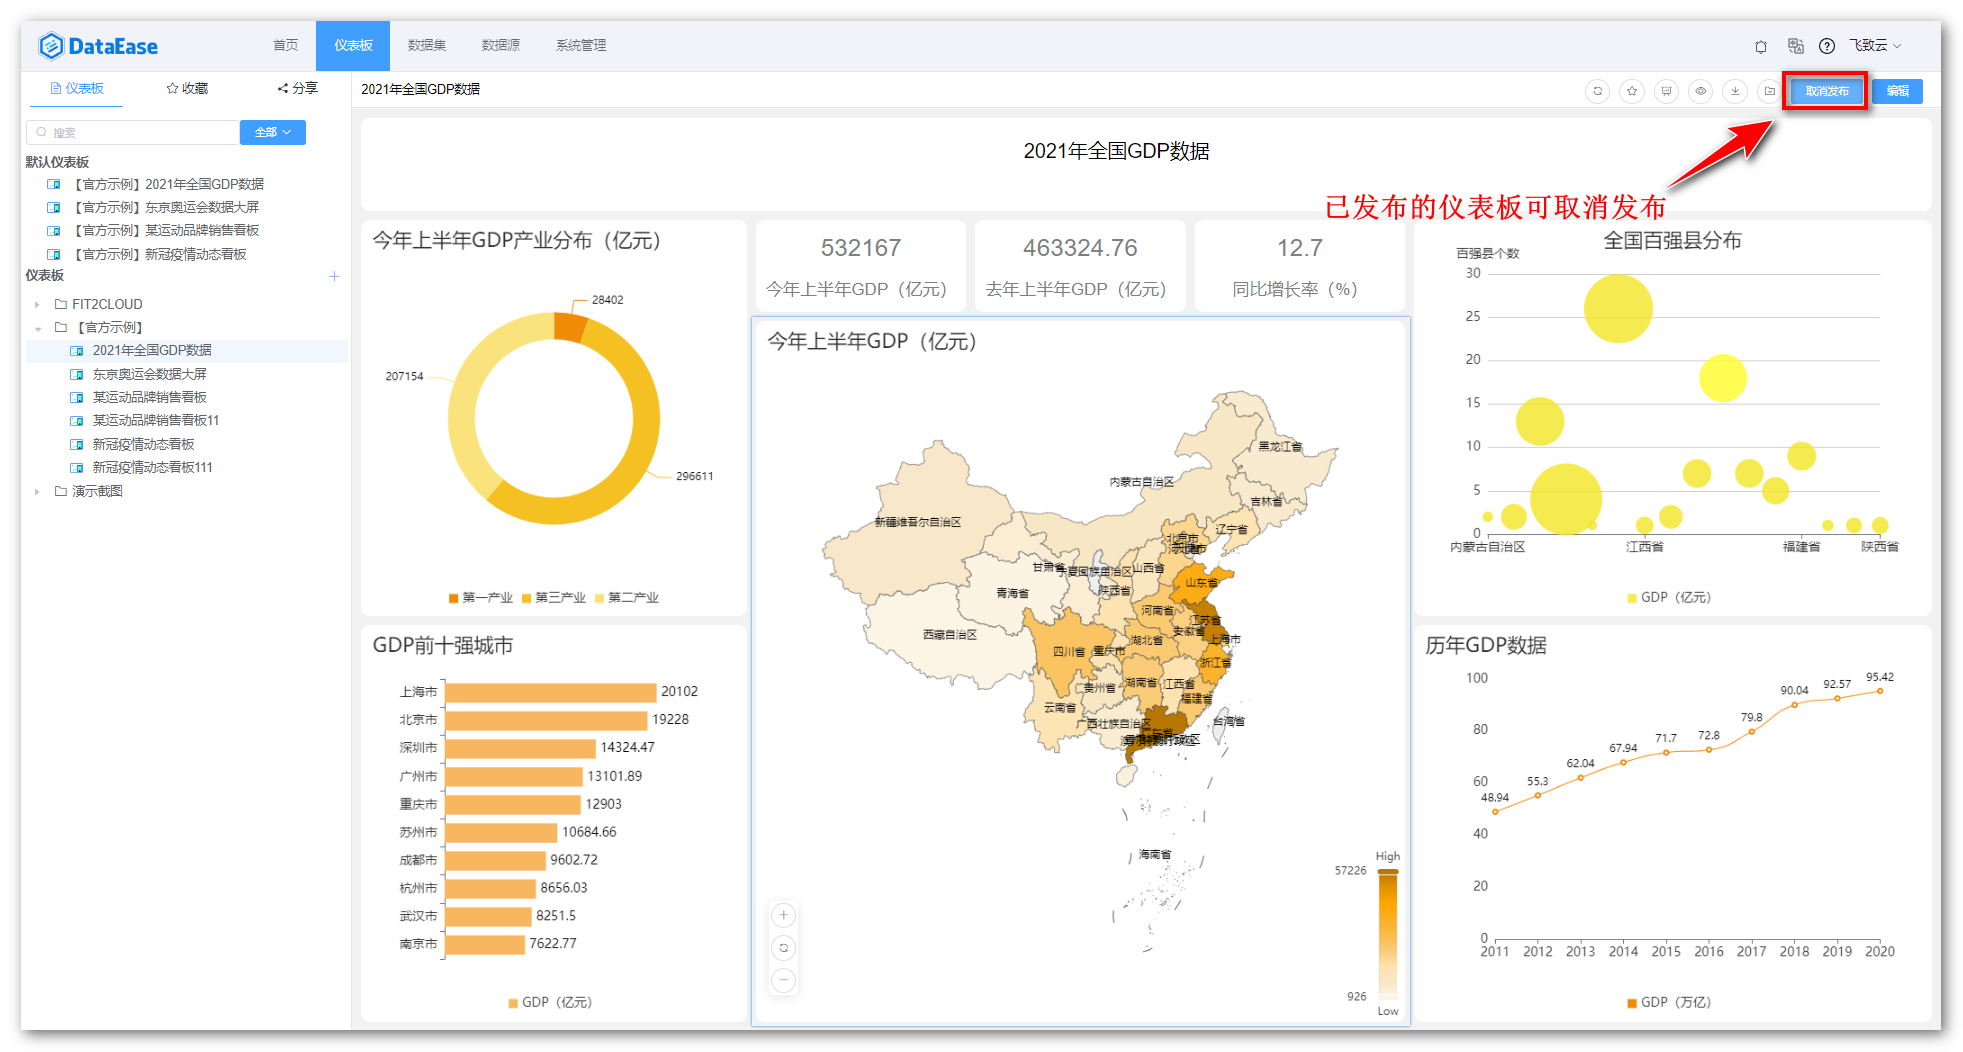 DataEase
首页
仪表板
数据集
数据源
系统管理
飞致云
仪表板
收藏
分享
搜索
全部
默认仪表板
【官方示例】2021年全国GDP数据
【官方示例】东京奥运会数据大屏
【官方示例】某运动品牌销售看板
【官方示例】新冠疫情动态看板
仪表板
FIT2CLOUD
【官方示例】
2021年全国GDP数据
东京奥运会数据大屏
某运动品牌销售看板
某运动品牌销售看板11
新冠疫情动态看板
新冠疫情动态看板111
演示截图
2021年全国GDP数据
取消发布
编辑
2021年全国GDP数据
已发布的仪表板可取消发布
今年上半年GDP产业分布（亿元）
28402
207154
296611
第一产业
第三产业
第二产业
532167
今年上半年GDP（亿元）
463324.76
去年上半年GDP（亿元）
12.7
同比增长率（%）
今年上半年GDP（亿元）
黑龙江省
内蒙古自治区
吉林省
新疆维吾尔自治区
辽宁省
北京市
甘肃省
宁夏回族自治区
山西省
山东省
陕西省
青海省
河南省
江苏省
西藏自治区
安徽省
上海市
湖北省
四川省
重庆市
浙江省
湖南省
江西省
贵州省
福建省
云南省
台湾省
广西壮族自治区
海南省
High
57226
926
Low
全国百强县分布
百强县个数
30
25
20
15
10
5
0
内蒙古自治区
江西省
福建省
陕西省
GDP（亿元）
GDP前十强城市
上海市
20102
北京市
19228
深圳市
14324.47
广州市
13101.89
重庆市
12903
苏州市
10684.66
成都市
9602.72
杭州市
8656.03
武汉市
8251.5
南京市
7622.77
GDP（亿元）
历年GDP数据
100
80
60
40
20
0
48.94
55.3
62.04
67.94
71.7
72.8
79.8
90.04
92.57
95.42
2011
2012
2013
2014
2015
2016
2017
2018
2019
2020
GDP（万亿）